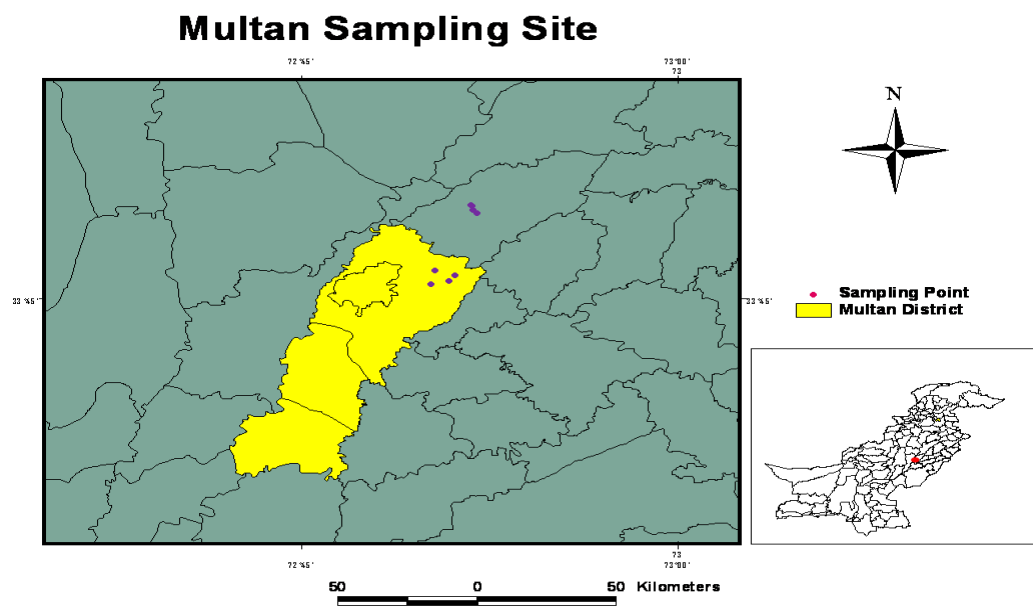 Multan Sampling Site
72°45' 73°00'
73
N
33°45' 33°45'
Sampling Point
Multan District
72°45' 73°00'
50 0 50 Kilometers